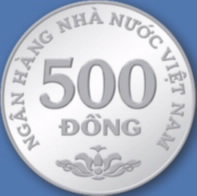 NGÂN HÀNG NHÀ NƯỚC VIỆT NAM
500
ĐỒNG